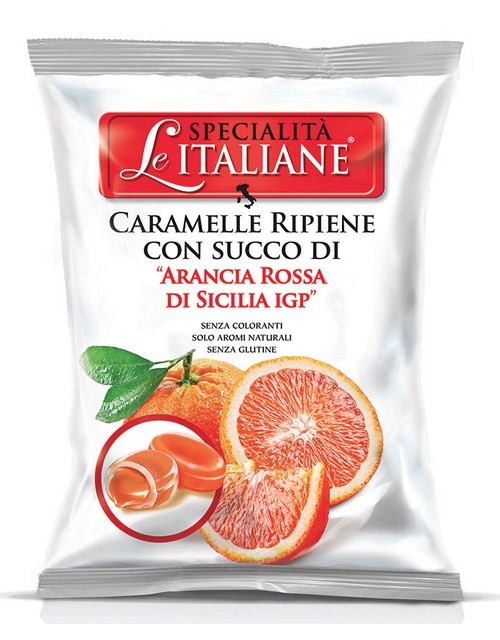 SPECIALITÀ
Le ITALIANE®
CARAMELLE RIPIENE
CON SUCCO DI
“ARANCIA ROSSA
DI SICILIA IGP”
SENZA COLORANTI
SOLO AROMI NATURALI
SENZA GLUTINE